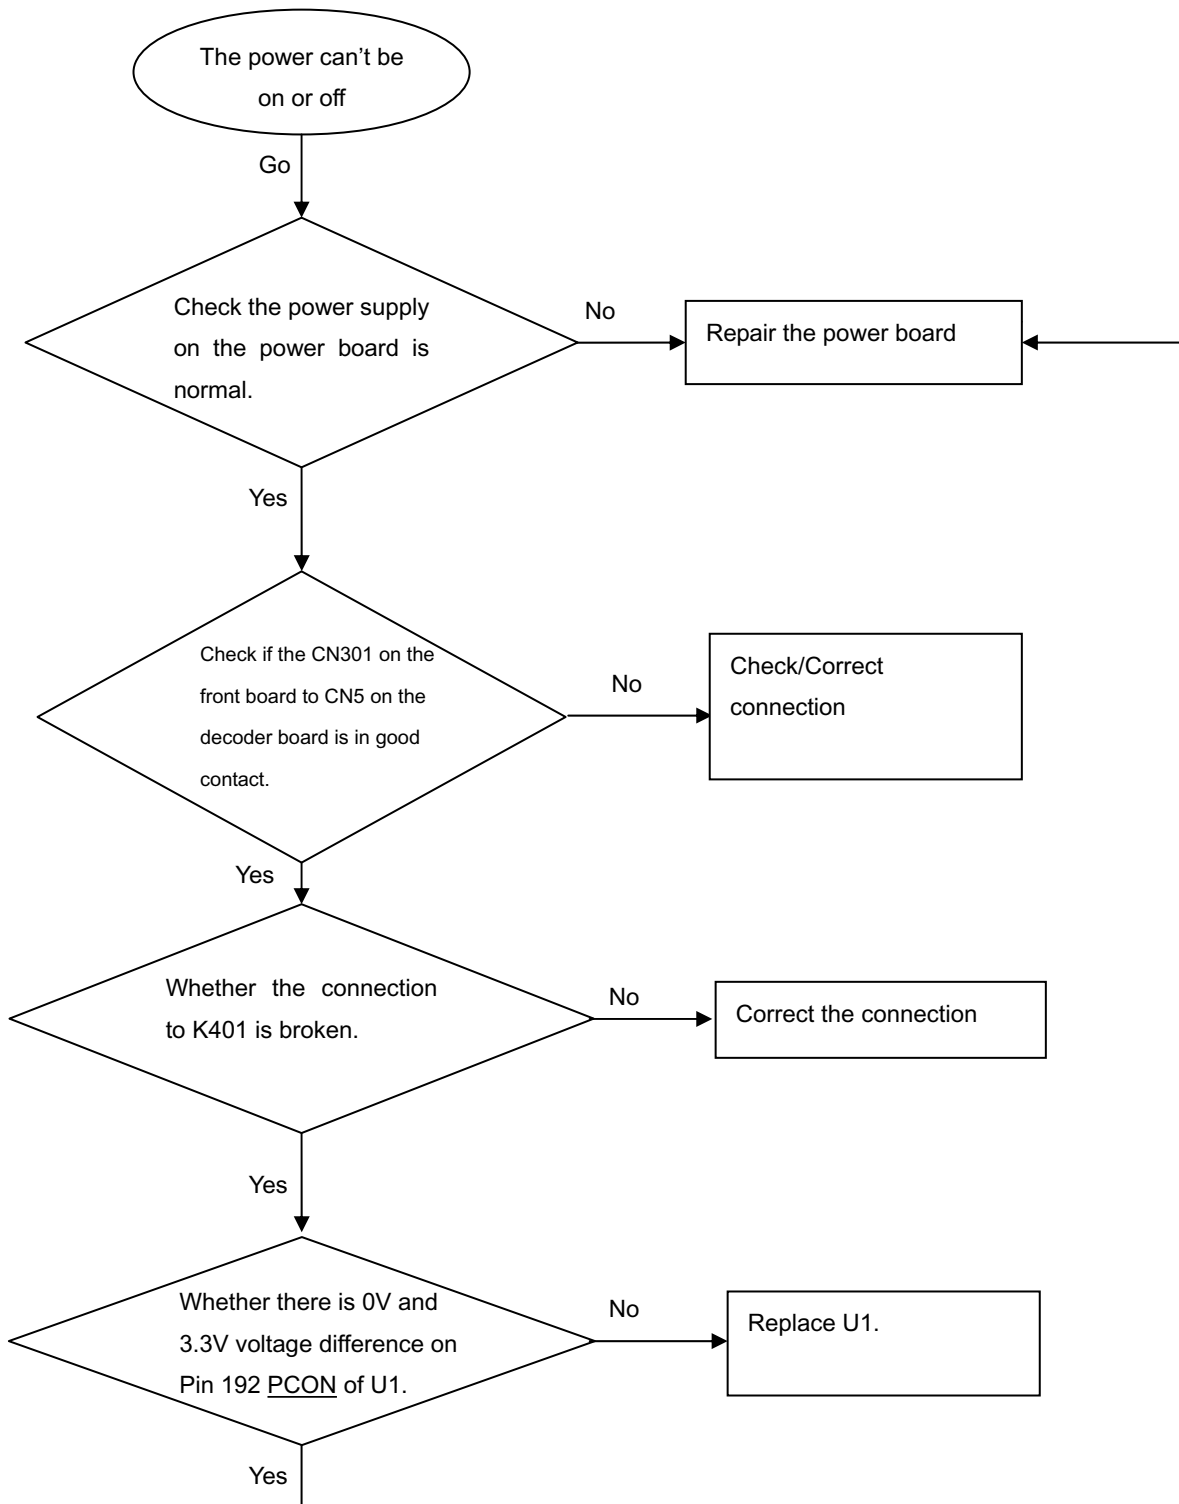 The power can’t be
on or off
Go
Check the power supply
on the power board is
normal.
No
Repair the power board
Yes
Check if the CN301 on the
front board to CN5 on the
decoder board is in good
contact.
No
Check/Correct
connection
Yes
Whether the connection
to K401 is broken.
No
Correct the connection
Yes
Whether there is 0V and
3.3V voltage difference on
Pin 192 PCON of U1.
No
Replace U1.
Yes